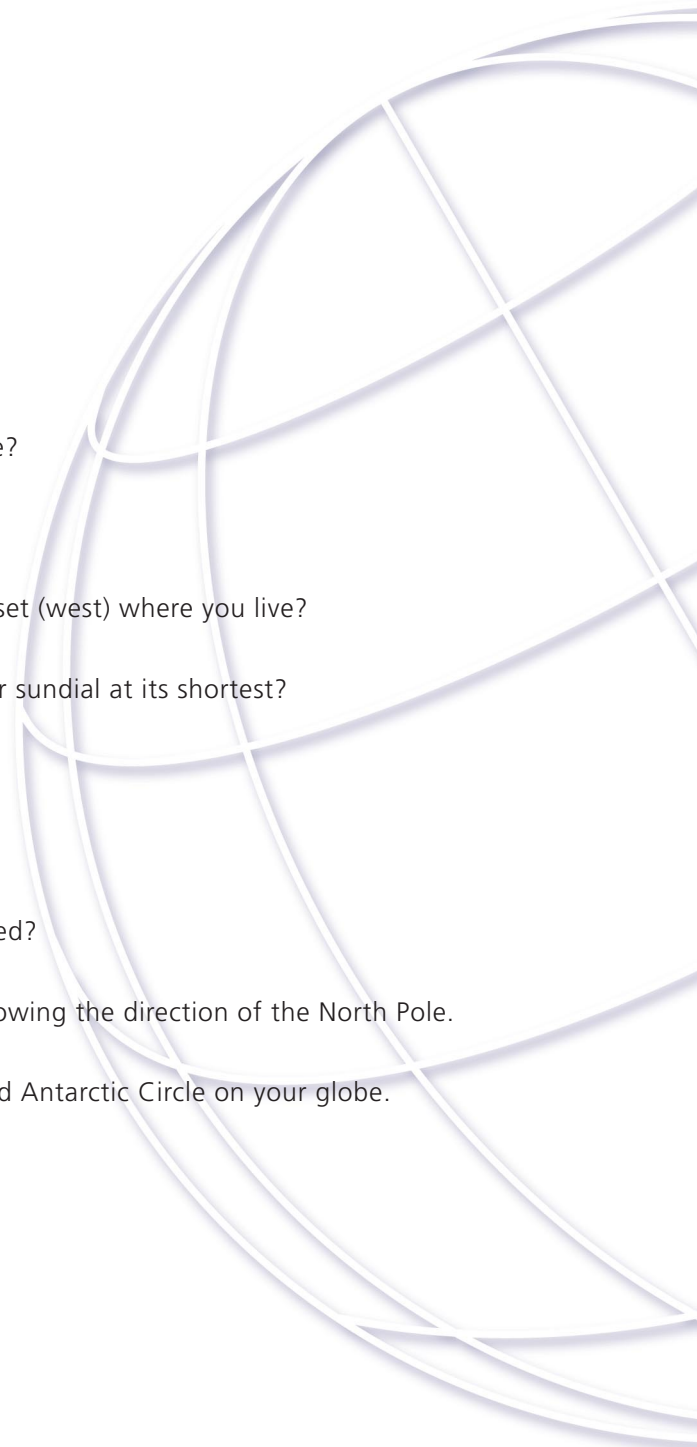 e?
set (west) where you live?
r sundial at its shortest?
ed?
owing the direction of the North Pole.
d Antarctic Circle on your globe.